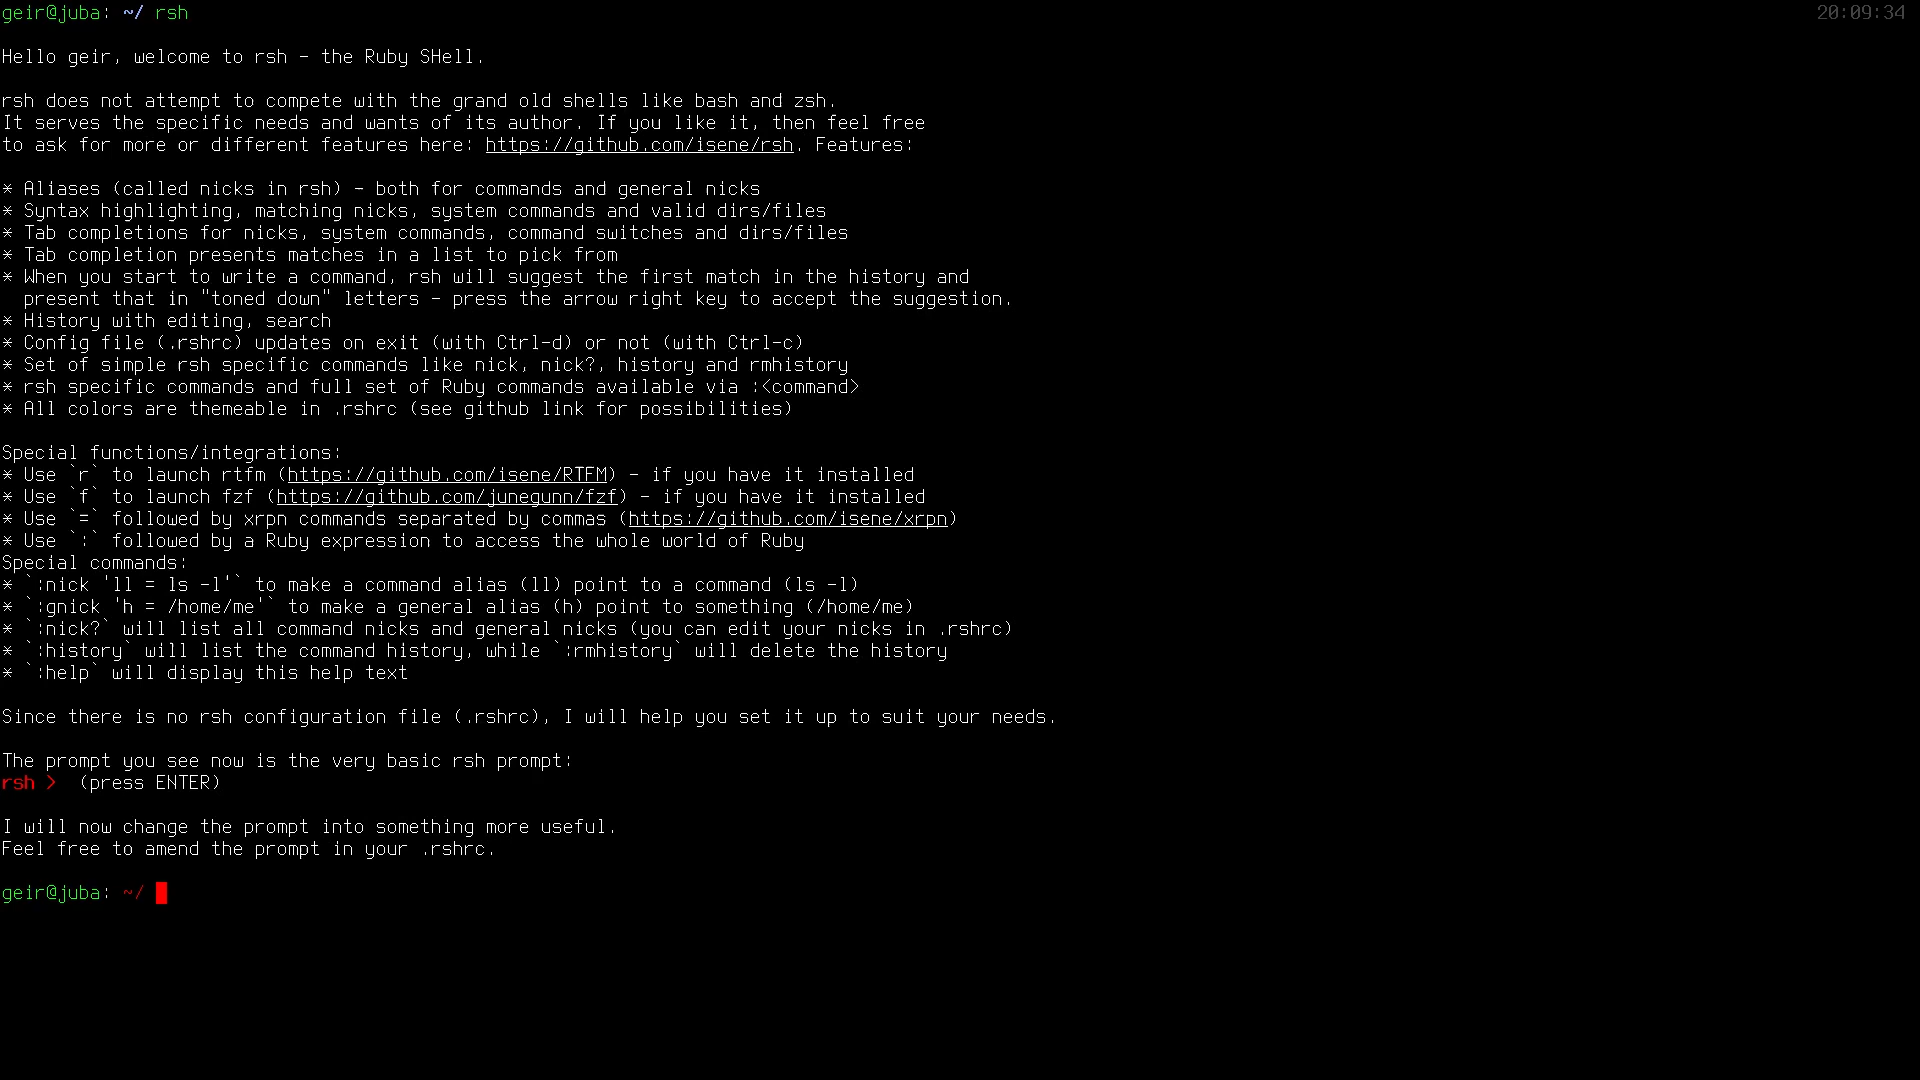 geir@juba: ~/ rsh
20:09:34
Hello geir, welcome to rsh - the Ruby SHell.
rsh does not attempt to compete with the grand old shells like bash and zsh.
It serves the specific needs and wants of its author. If you like it, then feel free
to ask for more or different features here: https://github.com/isene/rsh. Features:
* Aliases (called nicks in rsh) - both for commands and general nicks
* Syntax highlighting, matching nicks, system commands and valid dirs/files
* Tab completions for nicks, system commands, command switches and dirs/files
* Tab completion presents matches in a list to pick from
* When you start to write a command, rsh will suggest the first match in the history and
present that in "toned down" letters - press the arrow right key to accept the suggestion.
* History with editing, search
* Config file (.rshrc) updates on exit (with Ctrl-d) or not (with Ctrl-c)
* Set of simple rsh specific commands like nick, nick?, history and rmhistory
* rsh specific commands and full set of Ruby commands available via :<command>
* All colors are themeable in .rshrc (see github link for possibilities)
Special functions/integrations:
* Use `r` to launch rtfm (https://github.com/isene/RTFM) - if you have it installed
* Use `f` to launch fzf (https://github.com/junegunn/fzf) - if you have it installed
* Use `=` followed by xrpn commands separated by commas (https://github.com/isene/xrpn)
* Use `:` followed by a Ruby expression to access the whole world of Ruby
Special commands:
* `:nick 'll = ls -l'` to make a command alias (ll) point to a command (ls -l)
* `:gnick 'h = /home/me'` to make a general alias (h) point to something (/home/me)
* `:nick?` will list all command nicks and general nicks (you can edit your nicks in .rshrc)
* `:history` will list the command history, while `:rmhistory` will delete the history
* `:help` will display this help text
Since there is no rsh configuration file (.rshrc), I will help you set it up to suit your needs.
The prompt you see now is the very basic rsh prompt:
rsh >  (press ENTER)
I will now change the prompt into something more useful.
Feel free to amend the prompt in your .rshrc.
geir@juba: ~/